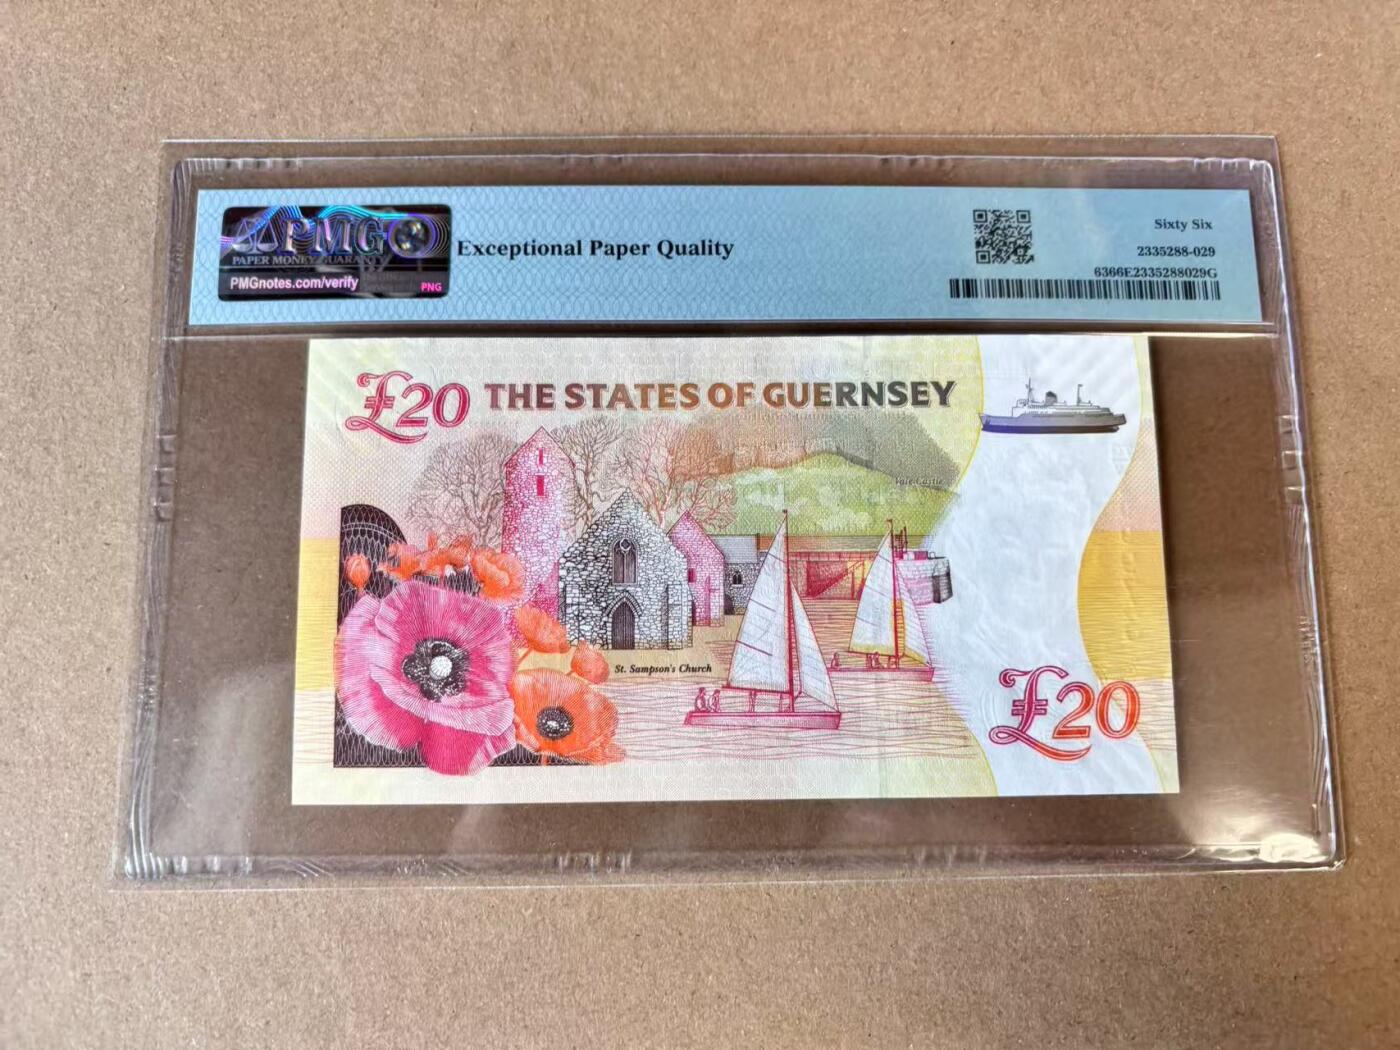 PMG
PAPER MONEY GUARANTY
PMGnotes.com/verify
PNG
Exceptional Paper Quality
Sixty Six
2335288-029
6366E2335288029G
£20 THE STATES OF GUERNSEY
Vale Castle
St. Sampson's Church
£20